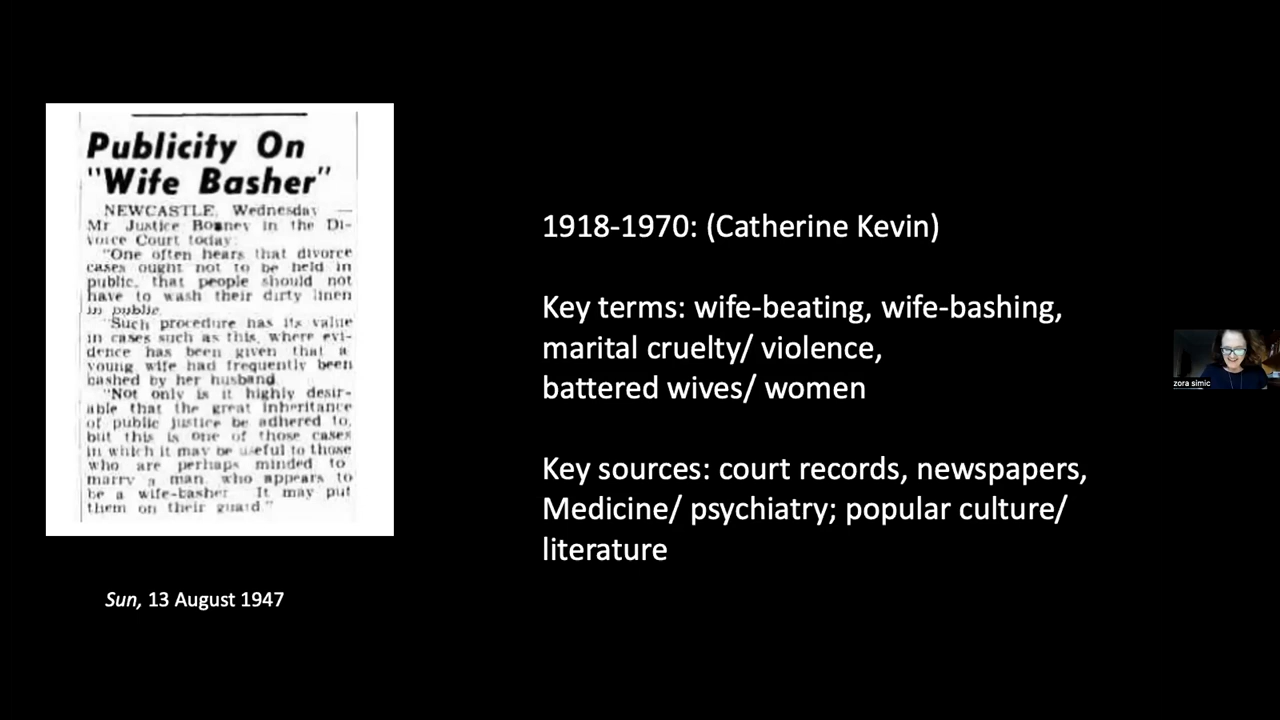 Publicity On
"Wife Basher"
NEWCASTLE, Wednesday —
Mr Justice Bonney in the Di-
vorce Court today:
"One often hears that divorce
cases ought not to be held in
public, that people should not
have to wash their dirty linen
in public.
"Such procedure has its value
in cases such as this, where evi-
dence has been given that a
young wife had frequently been
bashed by her husband.
"Not only is it highly desir-
able that the great inheritance
of public justice be adhered to,
but this is one of those cases
in which it may be useful to those
who are perhaps minded to
marry a man, who appears to
be a wife-basher. It may put
them on their guard."
Sun, 13 August 1947
1918-1970: (Catherine Kevin)
Key terms: wife-beating, wife-bashing,
marital cruelty/ violence,
battered wives/ women
Key sources: court records, newspapers,
Medicine/ psychiatry; popular culture/
literature
zora simic